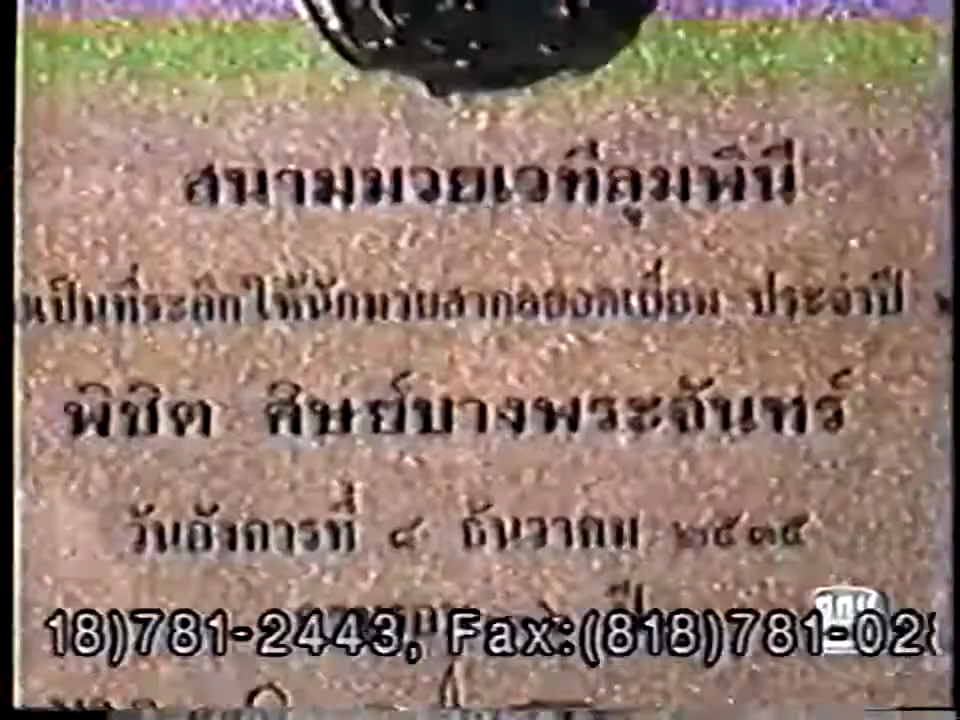 สนามมวยเวทีลุมพินี
เป็นที่ระลึกให้นักมวยสากลยอดเยี่ยม ประจำปี
พิชิต ศิษย์บางพระจันทร์
วันอังคารที่ ๘ ธันวาคม ๒๕๓๕
18)781-2443, Fax:(818)781-02